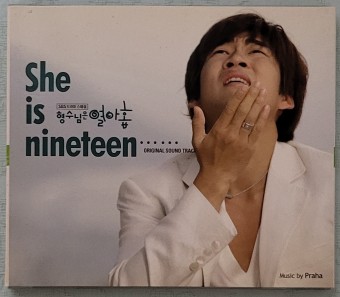 She
is
형수님은 열아홉
nineteen......
ORIGINAL SOUND TRACK
Music by Praha